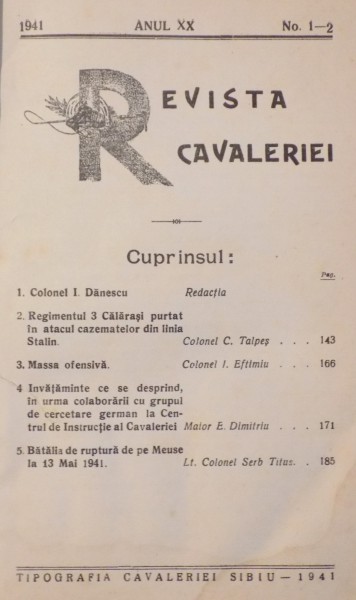 1941 ANUL XX No. 1—2
REVISTA
CAVALERIEI
Cuprinsul:
Pag.
1. Colonel I. Dănescu Redacția
2. Regimentul 3 Călărași purtat
în atacul cazematelor din linia
Stalin. Colonel C. Talpeș . . . 143
3. Massa ofensivă. Colonel I. Eftimiu . . . 166
4 Invățăminte ce se desprind,
în urma colaborării cu grupul
de cercetare german la Cen-
trul de Instrucție al Cavaleriei Maior E. Dimitriu . . . 171
5. Bătălia de ruptură de pe Meuse
la 13 Mai 1941. Lt. Colonel Serb Titus. . 185
TIPOGRAFIA CAVALERIEI SIBIU — 1941